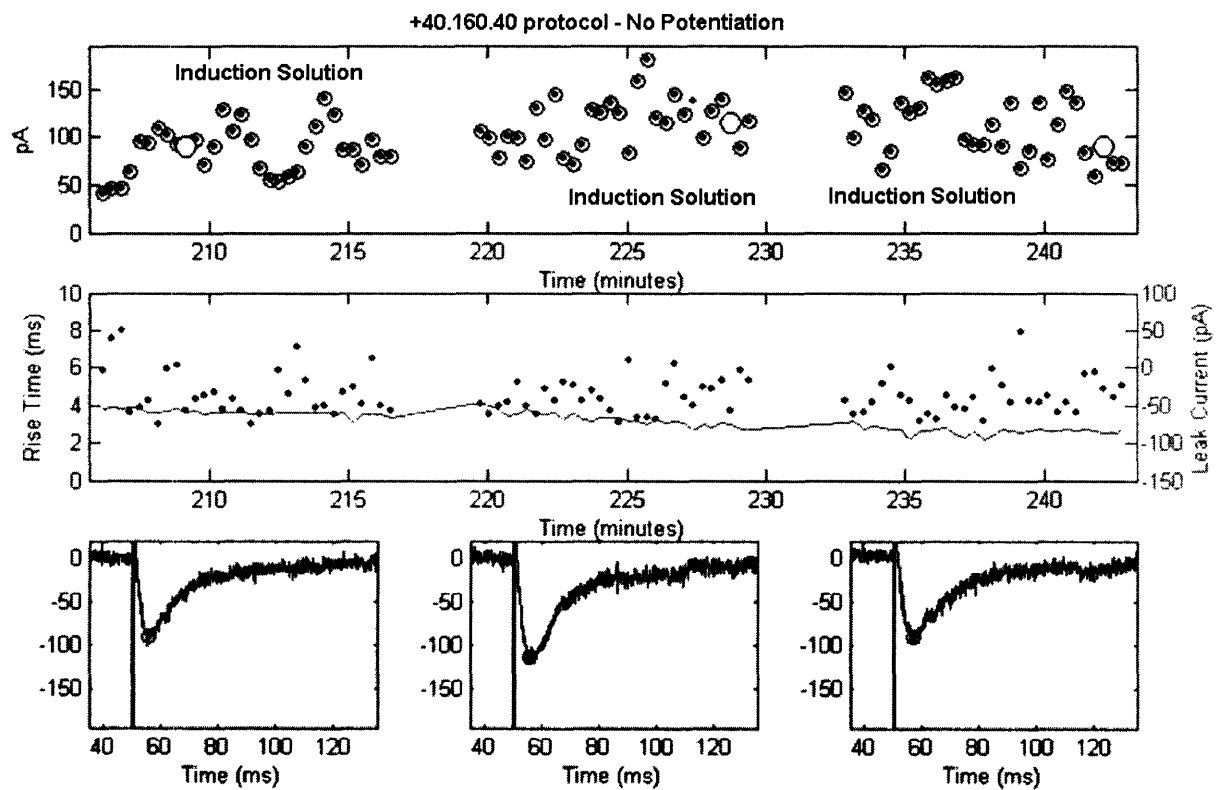 +40.160.40 protocol - No Potentiation
Induction Solution
Induction Solution
Induction Solution
pA
150
100
50
0
210 215 220 225 230 235 240
Time (minutes)
Rise Time (ms)
10
8
6
4
2
0
100
50
0
-50
-100
-150
Leak Current (pA)
210 215 220 225 230 235 240
Time (minutes)
0
-50
-100
-150
40 60 80 100 120
Time (ms)
0
-50
-100
-150
40 60 80 100 120
Time (ms)
0
-50
-100
-150
40 60 80 100 120
Time (ms)